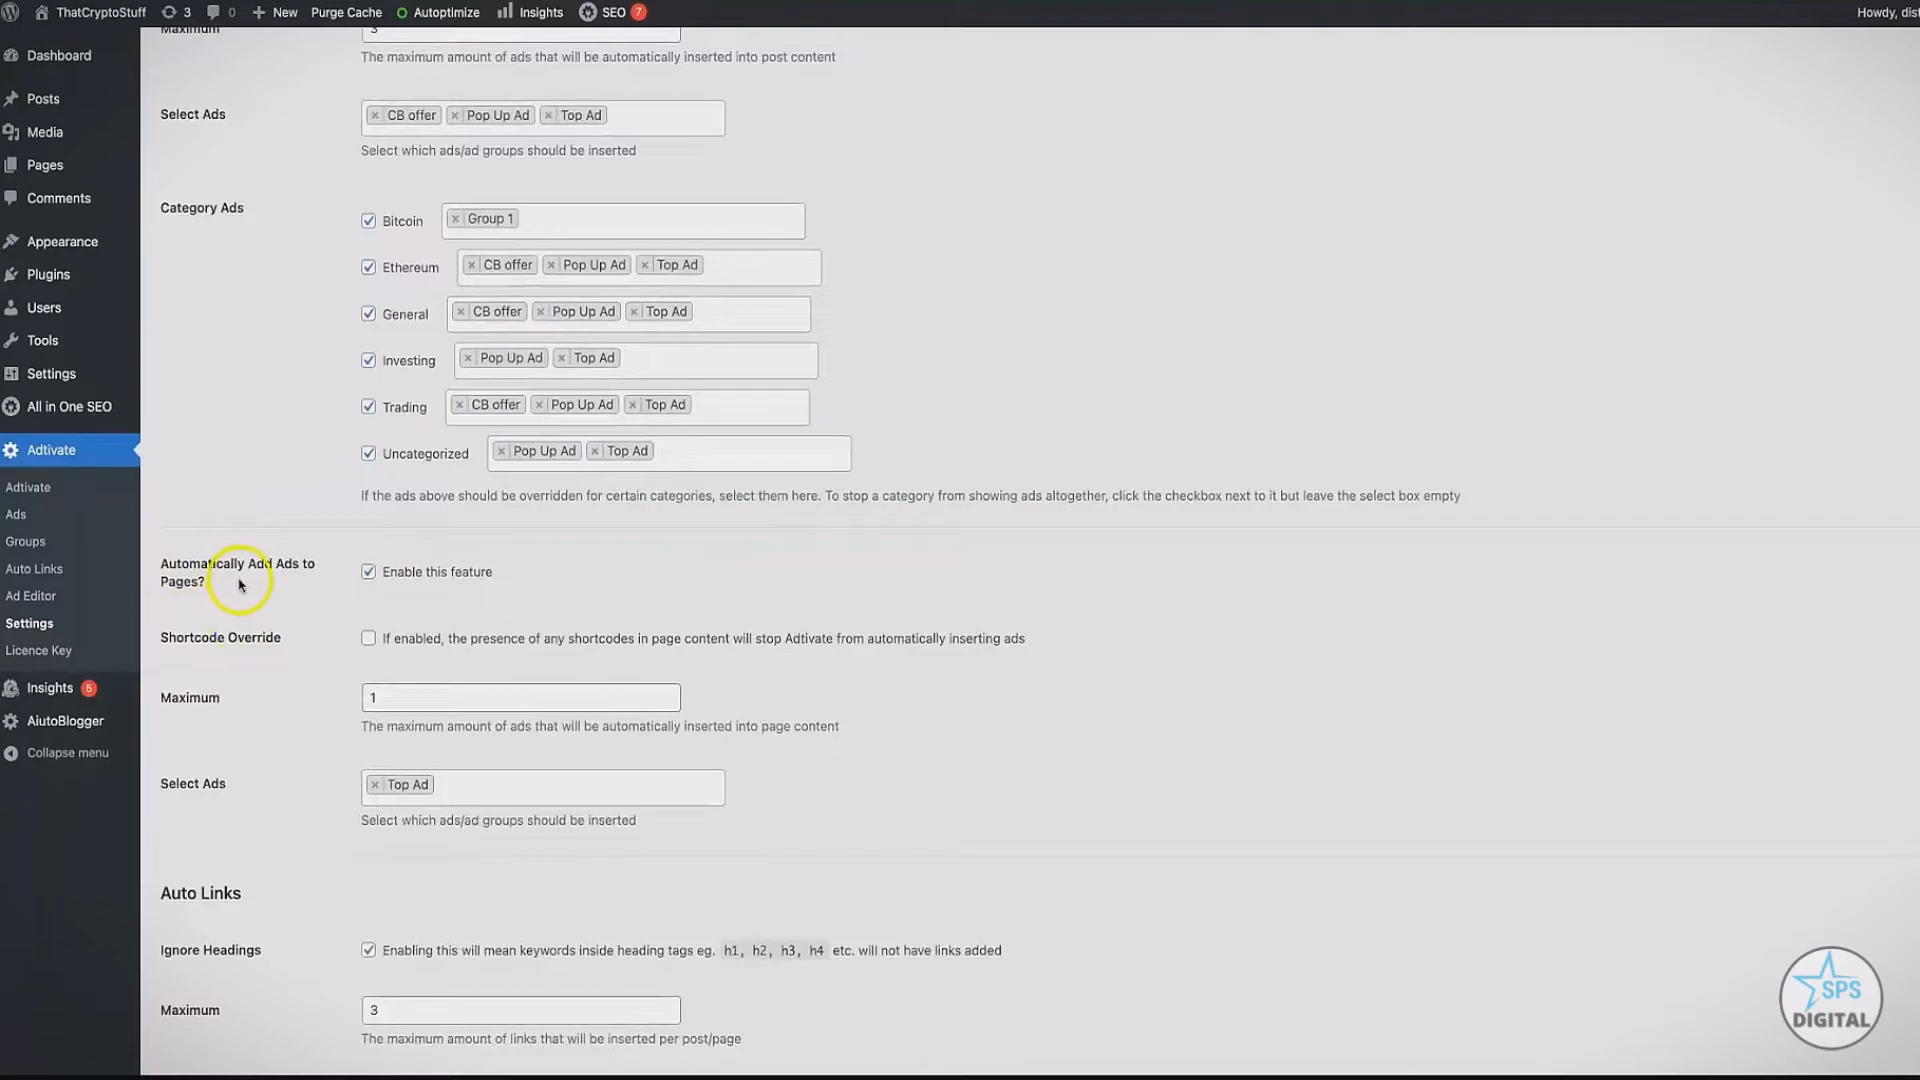 ThatCryptoStuff 3 0 New Purge Cache Autoptimize Insights SEO 7 Howdy, dist
Dashboard
Posts
Media
Pages
Comments
Appearance
Plugins
Users
Tools
Settings
All in One SEO
Adtivate
Adtivate
Ads
Groups
Auto Links
Ad Editor
Settings
Licence Key
Insights 5
AiutoBlogger
Collapse menu
Maximum 3
The maximum amount of ads that will be automatically inserted into post content
Select Ads × CB offer × Pop Up Ad × Top Ad
Select which ads/ad groups should be inserted
Category Ads
Bitcoin × Group 1
Ethereum × CB offer × Pop Up Ad × Top Ad
General × CB offer × Pop Up Ad × Top Ad
Investing × Pop Up Ad × Top Ad
Trading × CB offer × Pop Up Ad × Top Ad
Uncategorized × Pop Up Ad × Top Ad
If the ads above should be overridden for certain categories, select them here. To stop a category from showing ads altogether, click the checkbox next to it but leave the select box empty
Automatically Add Ads to
Pages?
Enable this feature
Shortcode Override If enabled, the presence of any shortcodes in page content will stop Adtivate from automatically inserting ads
Maximum 1
The maximum amount of ads that will be automatically inserted into page content
Select Ads × Top Ad
Select which ads/ad groups should be inserted
Auto Links
Ignore Headings Enabling this will mean keywords inside heading tags eg. h1, h2, h3, h4 etc. will not have links added
Maximum 3
The maximum amount of links that will be inserted per post/page
SPS
DIGITAL